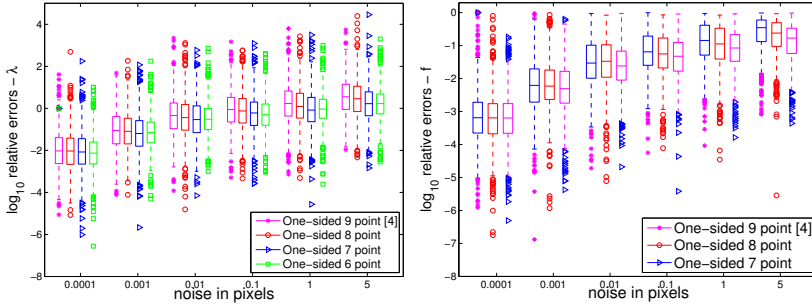 log10 relative errors – λ
8
6
4
2
0
−2
−4
−6
−8
One-sided 9 point [4]
One-sided 8 point
One-sided 7 point
One-sided 6 point
0.0001 0.001 0.01 0.1 1 5
noise in pixels
log10 relative errors – f
0
−1
−2
−3
−4
−5
−6
−7
−8
One-sided 9 point [4]
One-sided 8 point
One-sided 7 point
0.0001 0.001 0.01 0.1 1 5
noise in pixels